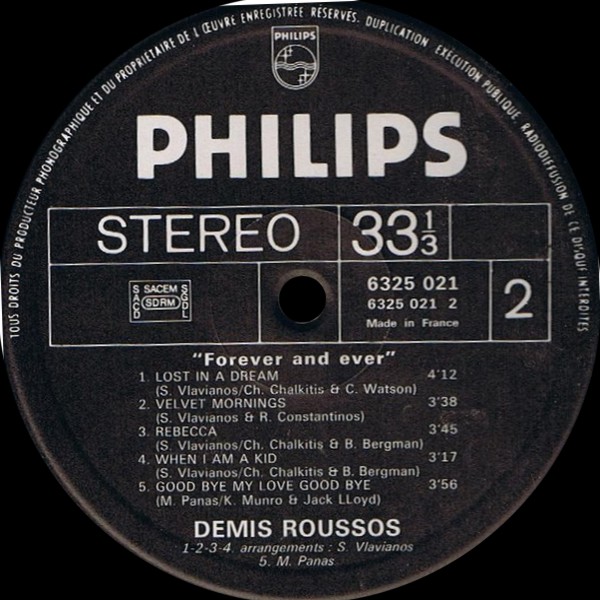 TOUS DROITS DU PRODUCTEUR PHONOGRAPHIQUE ET DU PROPRIETAIRE DE L'ŒUVRE ENREGISTREE RÉSERVÉS. DUPLICATION EXÉCUTION PUBLIQUE RADIODIFFUSION DE CE DISQUE INTERDITES
PHILIPS
PHILIPS
STEREO 33 1/3
SACEM
SACD SDRM SGDL
6325 021
6325 021 2
Made in France
2
"Forever and ever"
1. LOST IN A DREAM 4'12
(S. Vlavianos/Ch. Chalkitis & C. Watson)
2. VELVET MORNINGS 3'38
(S. Vlavianos & R. Constantinos)
3. REBECCA 3'45
(S. Vlavianos/Ch. Chalkitis & B. Bergman)
4. WHEN I AM A KID 3'17
(S. Vlavianos/Ch. Chalkitis & B. Bergman)
5. GOOD BYE MY LOVE GOOD BYE 3'56
(M. Panas/K. Munro & Jack LLoyd)
DEMIS ROUSSOS
1-2-3-4. arrangements : S. Vlavianos
5. M. Panas